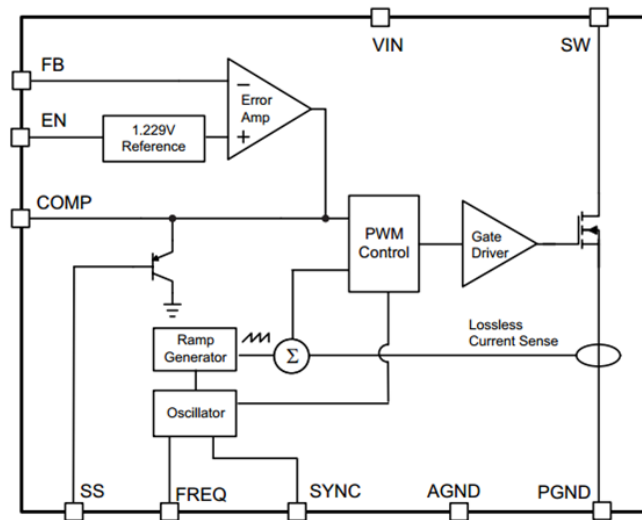 VIN
SW
FB
EN
1.229V
Reference
Error
Amp
−
+
COMP
PWM
Control
Gate
Driver
Lossless
Current Sense
Ramp
Generator
Σ
Oscillator
SS
FREQ
SYNC
AGND
PGND